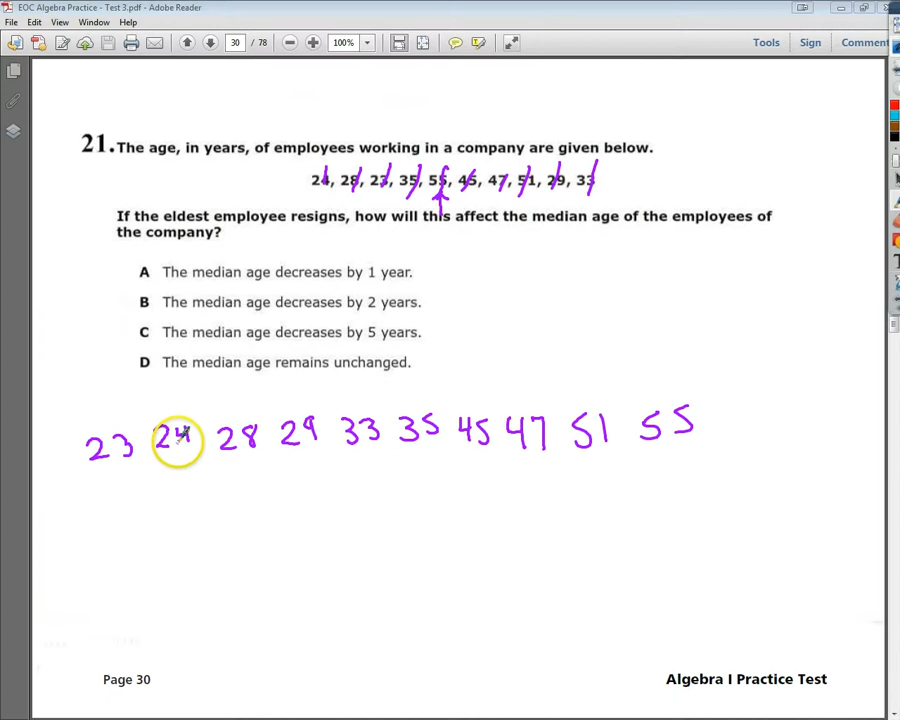 EOC Algebra Practice - Test 3.pdf - Adobe Reader
File Edit View Window Help
30 / 78 100% Tools Sign Comment
21. The age, in years, of employees working in a company are given below.
24, 28, 23, 35, 55, 45, 47, 51, 29, 33
If the eldest employee resigns, how will this affect the median age of the employees of
the company?
A The median age decreases by 1 year.
B The median age decreases by 2 years.
C The median age decreases by 5 years.
D The median age remains unchanged.
23 24 28 29 33 35 45 47 51 55
Page 30 Algebra I Practice Test